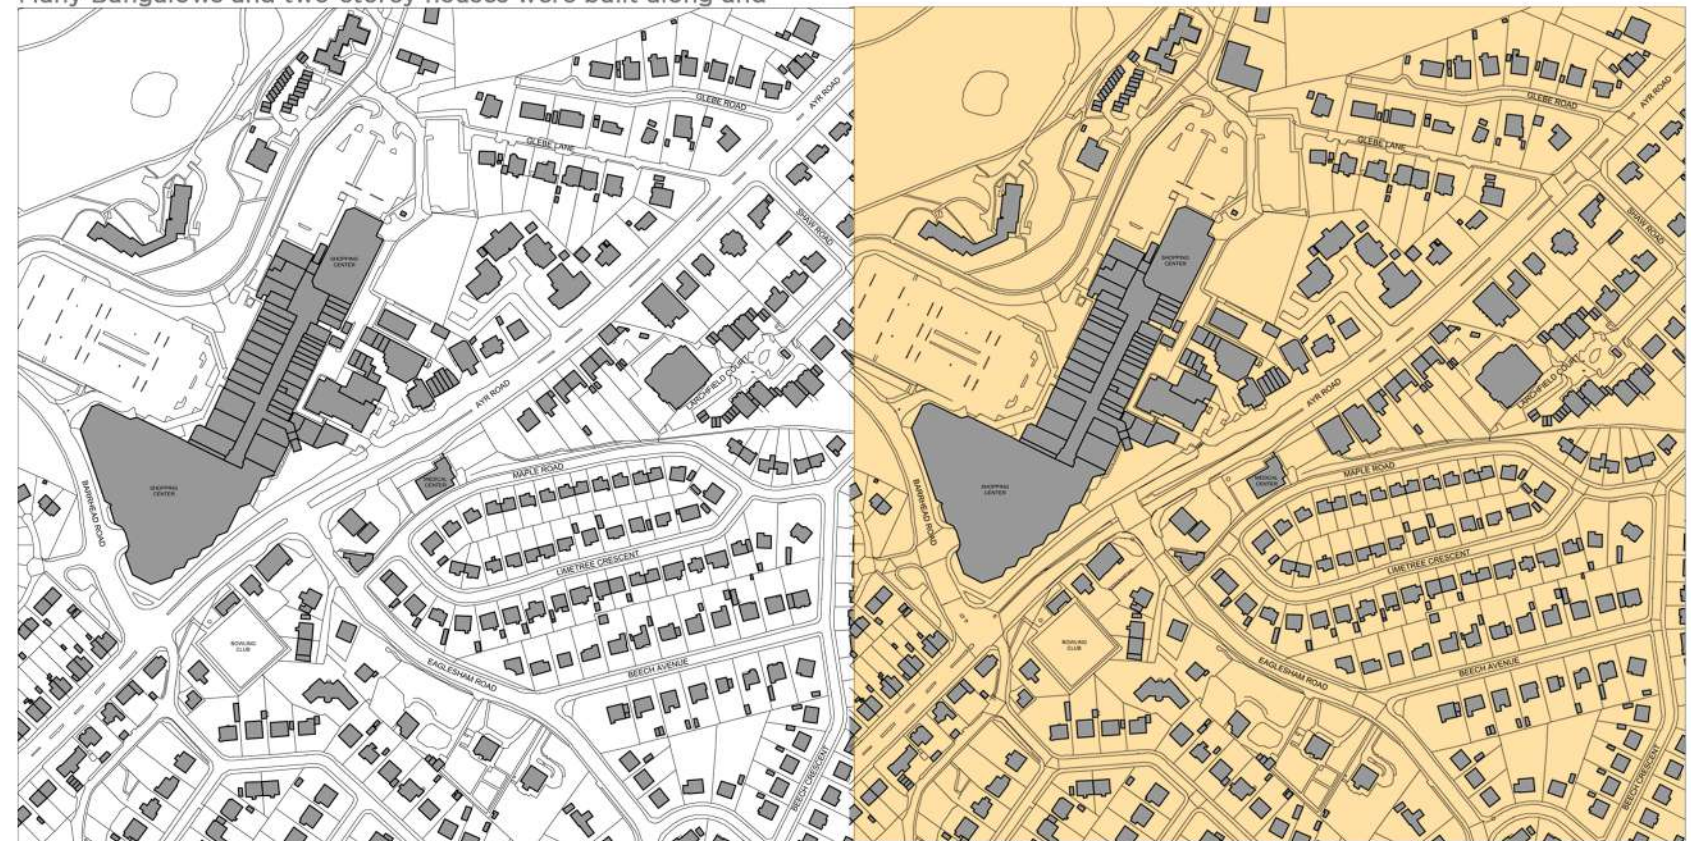 Many Bungalows and two storey houses were built along and
GLEBE ROAD
AYR ROAD
GLEBE LANE
SHAW ROAD
SHOPPING
CENTER
LARCHFIELD COURT
AYR ROAD
MAPLE ROAD
MEDICAL
CENTER
SHOPPING
CENTER
BARRHEAD ROAD
LIMETREE CRESCENT
BOWLING
CLUB
EAGLESHAM ROAD
BEECH AVENUE
BEECH CRESCENT
GLEBE ROAD
AYR ROAD
GLEBE LANE
SHAW ROAD
SHOPPING
CENTER
LARCHFIELD COURT
AYR ROAD
MAPLE ROAD
MEDICAL
CENTER
SHOPPING
CENTER
BARRHEAD ROAD
LIMETREE CRESCENT
BOWLING
CLUB
EAGLESHAM ROAD
BEECH AVENUE
BEECH CRESCENT